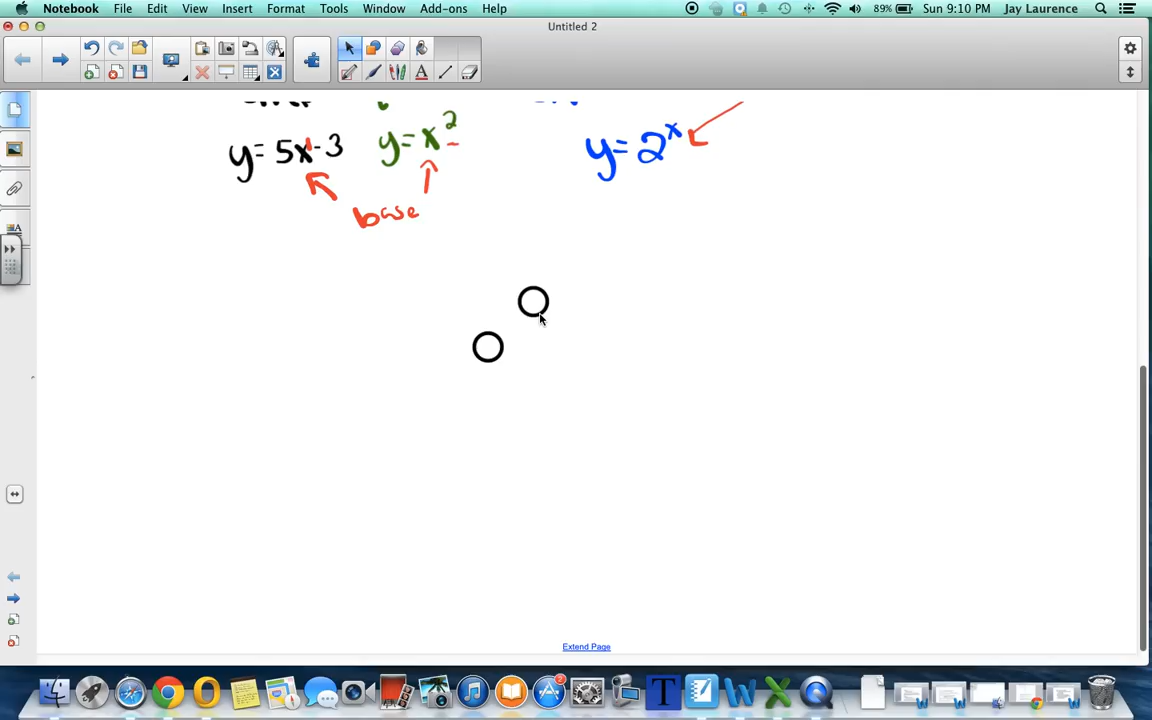 Notebook File Edit View Insert Format Tools Window Add-ons Help 89% Sun 9:10 PM Jay Laurence
Untitled 2
y= 5x¹-3 y= x² y= 2ˣ
base
Extend Page